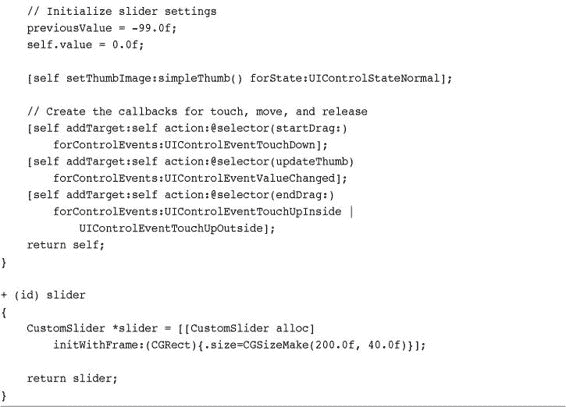 // Initialize slider settings
previousValue = -99.0f;
self.value = 0.0f;
[self setThumbImage:simpleThumb() forState:UIControlStateNormal];
// Create the callbacks for touch, move, and release
[self addTarget:self action:@selector(startDrag:)
forControlEvents:UIControlEventTouchDown];
[self addTarget:self action:@selector(updateThumb)
forControlEvents:UIControlEventValueChanged];
[self addTarget:self action:@selector(endDrag:)
forControlEvents:UIControlEventTouchUpInside |
UIControlEventTouchUpOutside];
return self;
}
+ (id) slider
{
CustomSlider *slider = [[CustomSlider alloc]
initWithFrame:(CGRect){.size=CGSizeMake(200.0f, 40.0f)}];
return slider;
}